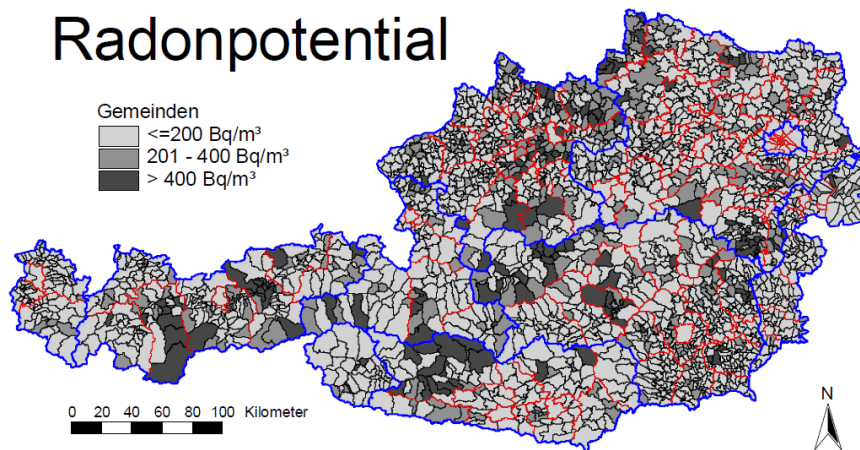 Radonpotential
Gemeinden
<=200 Bq/m³
201 - 400 Bq/m³
> 400 Bq/m³
0 20 40 60 80 100 Kilometer
N